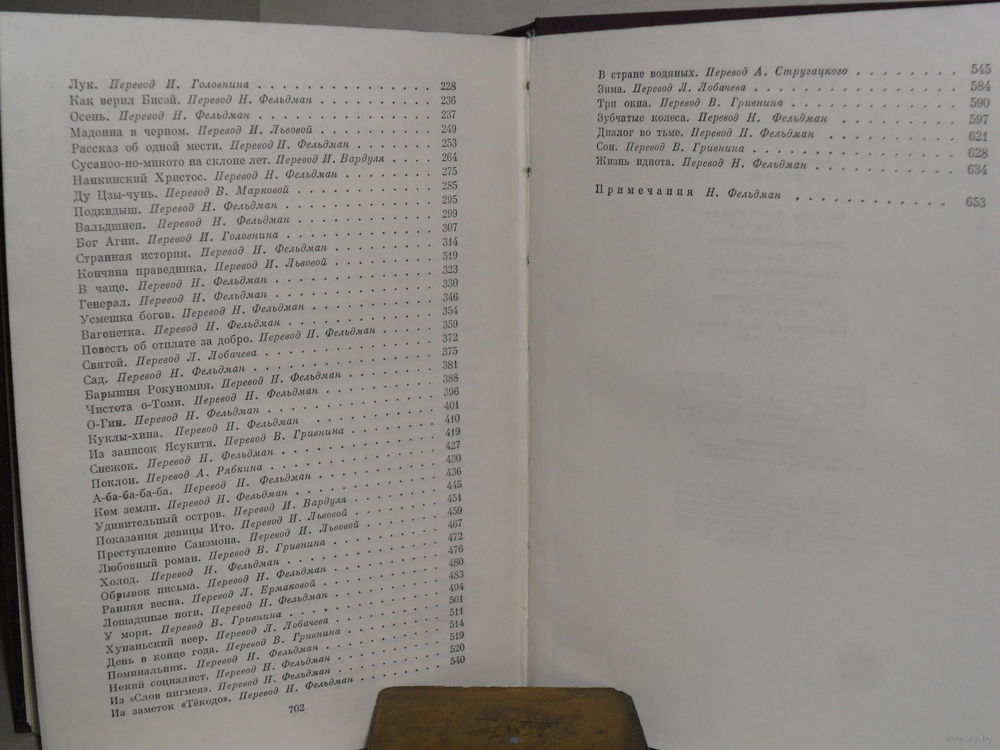 Лук. Перевод И. Головнина . . . . . . . . . . . . . . . 228
Как верил Бисэй. Перевод Н. Фельдман . . . . . . . . . . . 236
Осень. Перевод Н. Фельдман . . . . . . . . . . . . . . . 237
Мадонна в черном. Перевод И. Львовой . . . . . . . . . . . 249
Рассказ об одной мести. Перевод Н. Фельдман . . . . . . . . 253
Сусаноо-но-микото на склоне лет. Перевод И. Вардуля . . . . . 264
Нанкинский Христос. Перевод Н. Фельдман . . . . . . . . . 275
Ду Цзы-чунь. Перевод В. Марковой . . . . . . . . . . . . 285
Подкидыш. Перевод Н. Фельдман . . . . . . . . . . . . . 295
Вальдшнеп. Перевод Н. Фельдман . . . . . . . . . . . . . 299
Бог Агни. Перевод И. Головнина . . . . . . . . . . . . . 307
Странная история. Перевод Н. Фельдман . . . . . . . . . . 314
Кончина праведника. Перевод И. Львовой . . . . . . . . . . 319
В чаще. Перевод Н. Фельдман . . . . . . . . . . . . . . 323
Генерал. Перевод Н. Фельдман . . . . . . . . . . . . . . 330
Усмешка богов. Перевод Н. Фельдман . . . . . . . . . . . 346
Вагонетка. Перевод Н. Фельдман . . . . . . . . . . . . . 354
Повесть об отплате за добро. Перевод Н. Фельдман . . . . . . 359
Святой. Перевод Л. Лобачева . . . . . . . . . . . . . . 372
Сад. Перевод Н. Фельдман . . . . . . . . . . . . . . . 375
Барышня Рокуномия. Перевод Н. Фельдман . . . . . . . . . 381
Чистота о-Томи. Перевод Н. Фельдман . . . . . . . . . . . 388
О-Гин. Перевод Н. Фельдман . . . . . . . . . . . . . . 396
Куклы-хина. Перевод Н. Фельдман . . . . . . . . . . . . 401
Из записок Ясукити. Перевод В. Гривнина . . . . . . . . . 410
Снежок. Перевод Н. Фельдман . . . . . . . . . . . . . . 419
Поклон. Перевод А. Рябкина . . . . . . . . . . . . . . 427
А-ба-ба-ба-ба. Перевод Н. Фельдман . . . . . . . . . . . 430
Ком земли. Перевод Н. Фельдман . . . . . . . . . . . . . 436
Удивительный остров. Перевод И. Вардуля . . . . . . . . . 445
Показания девицы Ито. Перевод И. Львовой . . . . . . . . . 451
Преступление Санэмона. Перевод И. Львовой . . . . . . . . 459
Любовный роман. Перевод В. Гривнина . . . . . . . . . . 467
Холод. Перевод Н. Фельдман . . . . . . . . . . . . . . 472
Обрывок письма. Перевод Н. Фельдман . . . . . . . . . . 476
Ранняя весна. Перевод Л. Ермаковой . . . . . . . . . . . 480
Лошадиные ноги. Перевод Н. Фельдман . . . . . . . . . . 483
У моря. Перевод В. Гривнина . . . . . . . . . . . . . . 494
Хунаньский веер. Перевод Л. Лобачева . . . . . . . . . . 501
День в конце года. Перевод В. Гривнина . . . . . . . . . . 511
Поминальник. Перевод Н. Фельдман . . . . . . . . . . . . 514
Некий социалист. Перевод Н. Фельдман . . . . . . . . . . 519
Из «Слов пигмея». Перевод Н. Фельдман . . . . . . . . . . 520
Из заметок «Тёкодо». Перевод Н. Фельдман . . . . . . . . . 540
702
В стране водяных. Перевод А. Стругацкого . . . . . . . . 545
Зима. Перевод Л. Лобачева . . . . . . . . . . . . . . 584
Три окна. Перевод В. Гривнина . . . . . . . . . . . . 590
Зубчатые колеса. Перевод Н. Фельдман . . . . . . . . . 597
Диалог во тьме. Перевод Н. Фельдман . . . . . . . . . . 621
Сон. Перевод В. Гривнина . . . . . . . . . . . . . . 628
Жизнь идиота. Перевод Н. Фельдман . . . . . . . . . . 634
Примечания Н. Фельдман . . . . . . . . . . . 653
www.ay.by